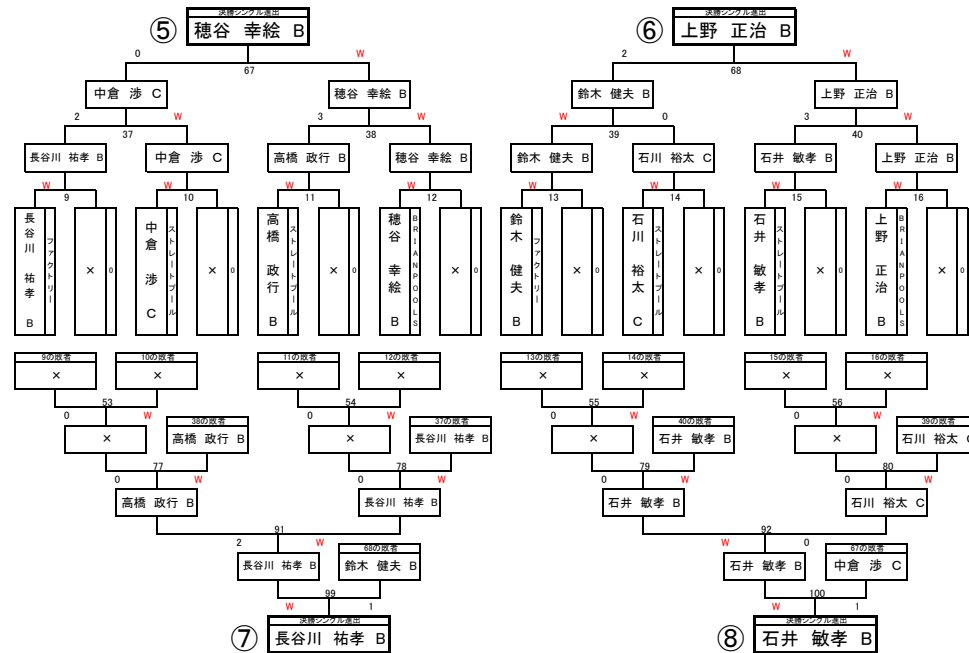 決勝シングル進出
⑤ 穂谷 幸絵 B
決勝シングル進出
⑥ 上野 正治 B
0 W
67
2 W
68
中倉 渉 C
穂谷 幸絵 B
鈴木 健夫 B
上野 正治 B
2 W
37
3 W
38
W 0
39
3 W
40
長谷川 祐孝 B
中倉 渉 C
高橋 政行 B
穂谷 幸絵 B
鈴木 健夫 B
石川 裕太 C
石井 敏孝 B
上野 正治 B
W
9
W
10
W
11
W
12
W
13
W
14
W
15
W
16
長谷川 祐孝 B
ファクトリー
×
0
中倉 渉 C
ストレートプール
×
0
高橋 政行 B
ストレートプール
×
0
穂谷 幸絵 B
BRIANPOOLS
×
0
鈴木 健夫 B
ファクトリー
×
0
石川 裕太 C
ストレートプール
×
0
石井 敏孝 B
ストレートプール
×
0
上野 正治 B
BRIANPOOLS
×
0
9の敗者
×
10の敗者
×
11の敗者
×
12の敗者
×
13の敗者
×
14の敗者
×
15の敗者
×
16の敗者
×
53
0 W
54
0 W
55
0 W
56
0 W
×
38の敗者
高橋 政行 B
×
37の敗者
長谷川 祐孝 B
×
40の敗者
石井 敏孝 B
×
39の敗者
石川 裕太 C
77
0 W
78
0 W
79
0 W
80
0 W
高橋 政行 B
長谷川 祐孝 B
石井 敏孝 B
石川 裕太 C
91
2 W
92
W 0
長谷川 祐孝 B
68の敗者
鈴木 健夫 B
石井 敏孝 B
67の敗者
中倉 渉 C
99
W 1
100
W 1
決勝シングル進出
⑦ 長谷川 祐孝 B
決勝シングル進出
⑧ 石井 敏孝 B